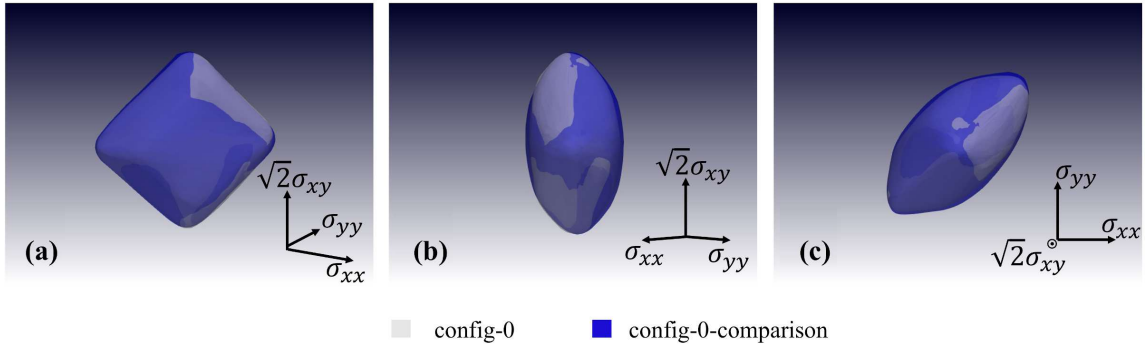 √2σxy
σyy
σxx
(a)
√2σxy
σxx
σyy
(b)
σyy
σxx
√2σxy
(c)
config-0
config-0-comparison